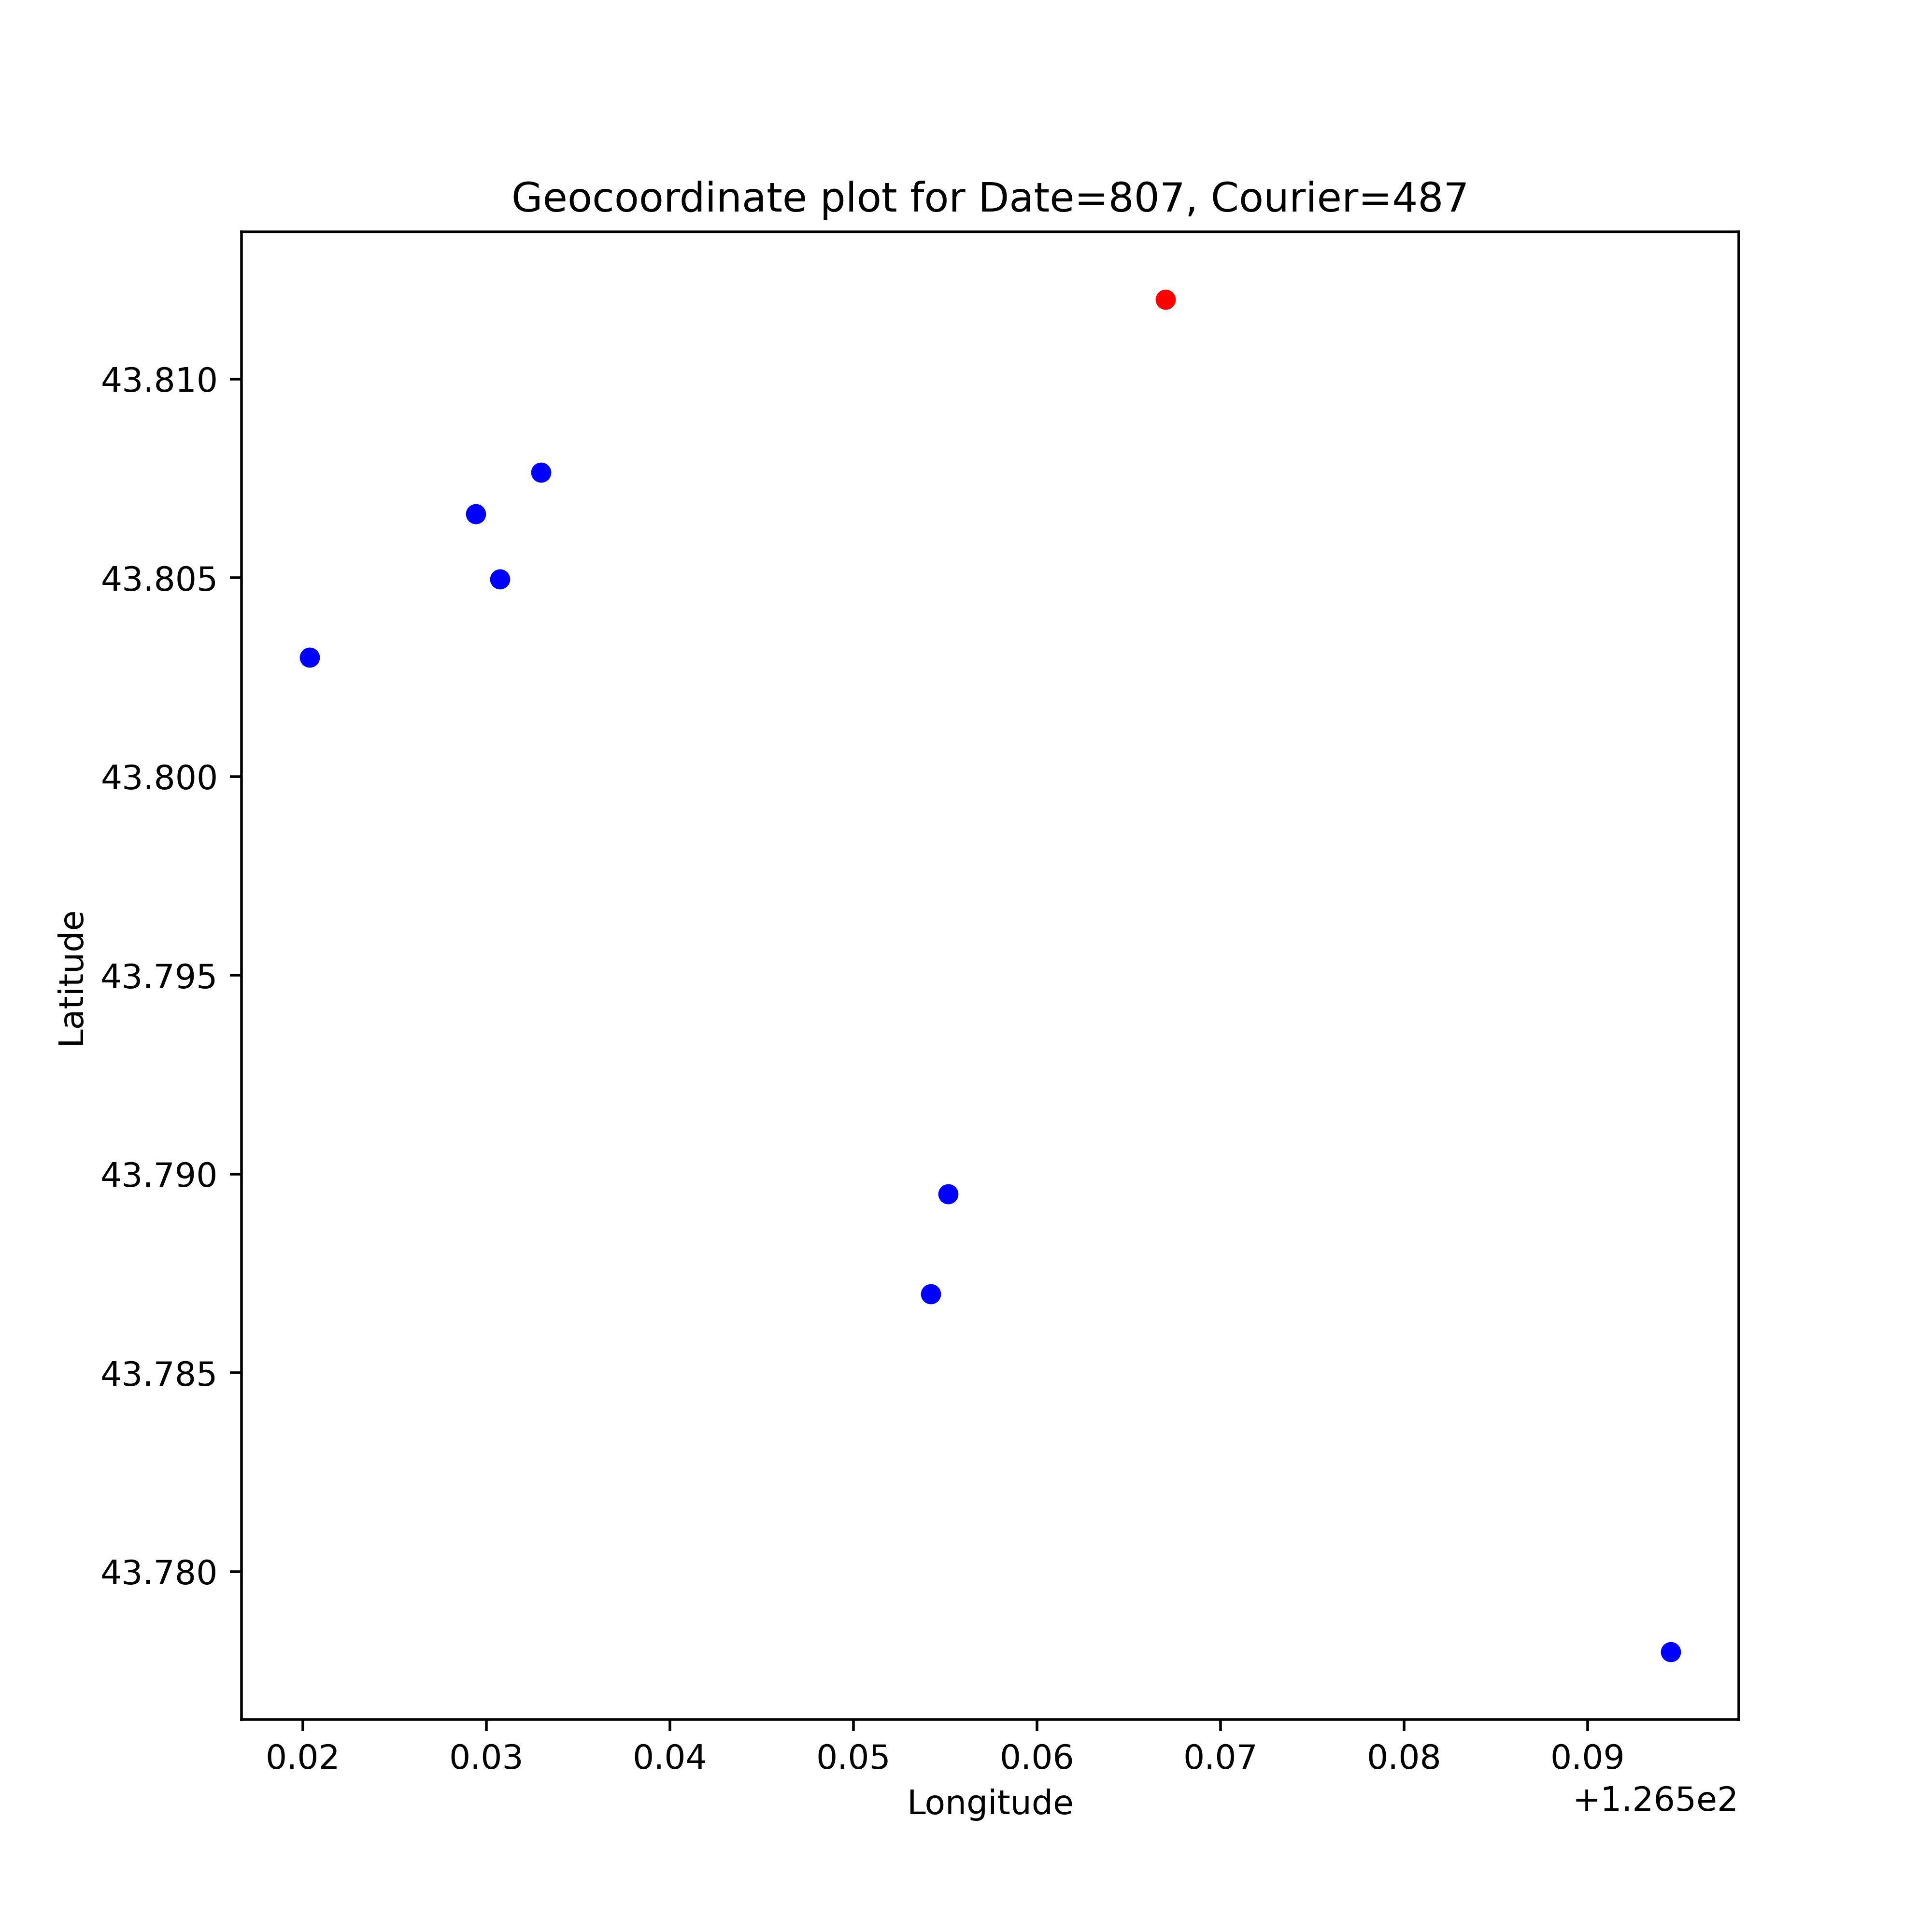 Geocoordinate plot for Date=807, Courier=487
43.810
43.805
43.800
43.795
43.790
43.785
43.780
Latitude
0.02 0.03 0.04 0.05 0.06 0.07 0.08 0.09
+1.265e2
Longitude